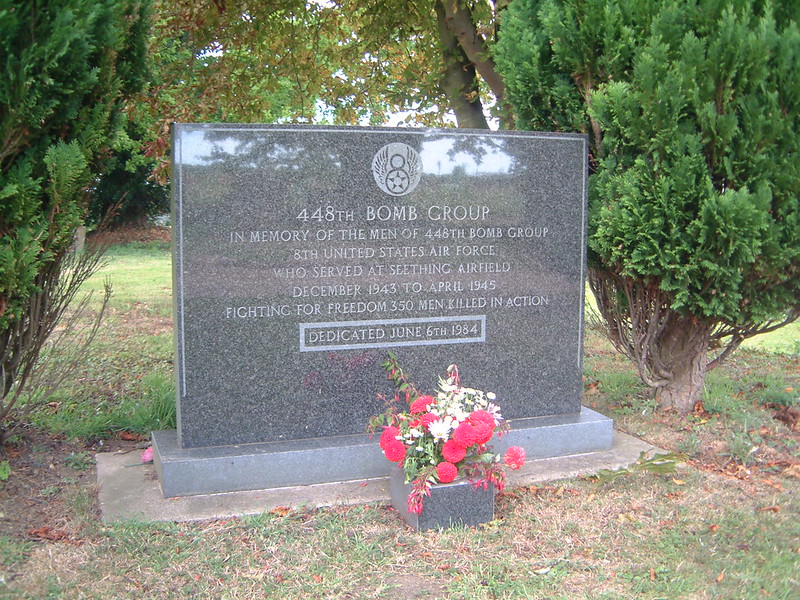 448TH BOMB GROUP
IN MEMORY OF THE MEN OF 448TH BOMB GROUP
8TH UNITED STATES AIR FORCE
WHO SERVED AT SEETHING AIRFIELD
DECEMBER 1943 TO APRIL 1945
FIGHTING FOR FREEDOM 350 MEN KILLED IN ACTION
DEDICATED JUNE 6TH 1984